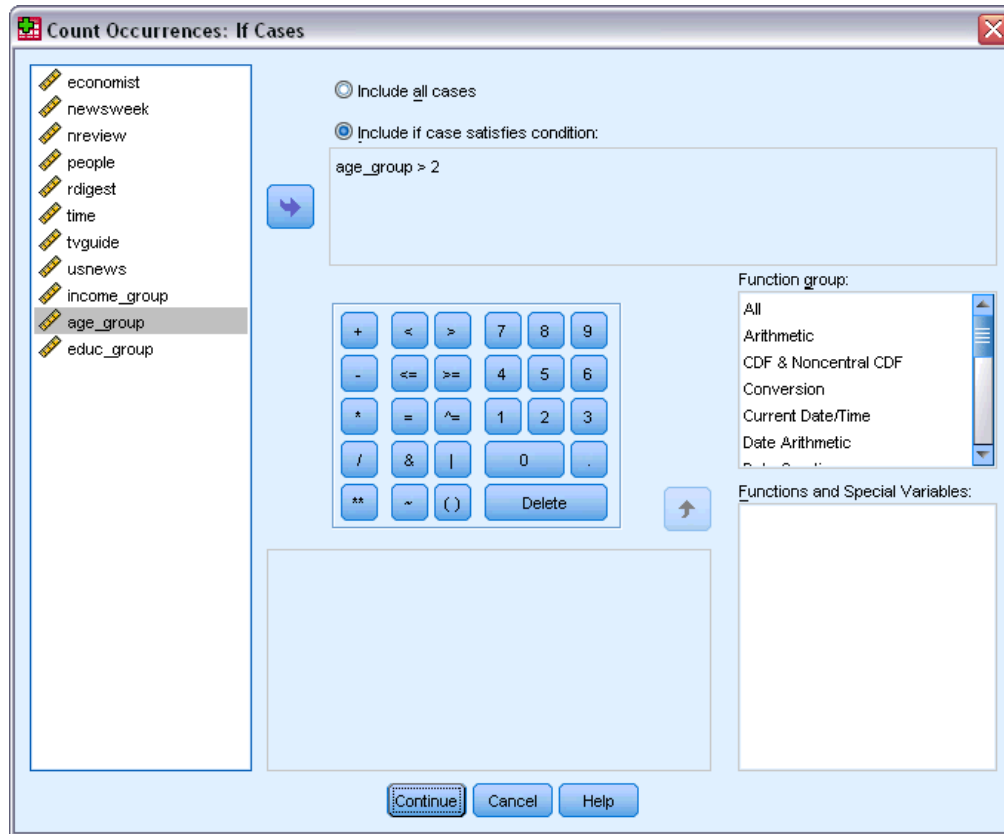 Count Occurrences: If Cases
economist
newsweek
nreview
people
rdigest
time
tvguide
usnews
income_group
age_group
educ_group
Include all cases
Include if case satisfies condition:
age_group > 2
+ < > 7 8 9
- <= >= 4 5 6
* = ^= 1 2 3
/ & | 0 .
** ~ ( ) Delete
Function group:
All
Arithmetic
CDF & Noncentral CDF
Conversion
Current Date/Time
Date Arithmetic
Functions and Special Variables:
Continue Cancel Help